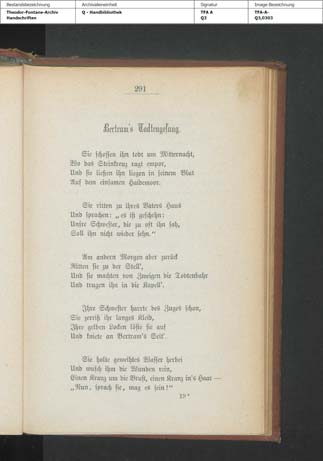 Bestandsbezeichnung Archivalieneinheit Signatur Image Bezeichnung
Theodor-Fontane-Archiv Q - Handbibliothek TFA A TFA-A-
Handschriften Q3 Q3,0303
291
Bertram's Todtengesang.
Sie schossen ihn todt um Mitternacht,
Wo das Steinkreuz ragt empor,
Und sie ließen ihn liegen in seinem Blut
Auf dem einsamen Haidemoor.
Sie ritten zu ihres Vaters Haus
Und sprachen: „es ist geschehn:
Unsre Schwester, die zu oft ihn sah,
Soll ihn nicht wieder sehn."
Am andern Morgen aber zurück
Ritten sie zu der Stell',
Und sie machten von Zweigen die Todtenbahr
Und trugen ihn in die Kapell'.
Ihre Schwester harrte des Zuges schon,
Sie zerriß ihr langes Kleid,
Ihre gelben Locken löste sie auf
Und kniete an Bertram's Seit'.
Sie holte geweihtes Wasser herbei
Und wusch ihm die Wunden rein,
Einen Kranz um die Brust, einen Kranz in's Haar —
„Nun, sprach sie, mag es sein!"
19*